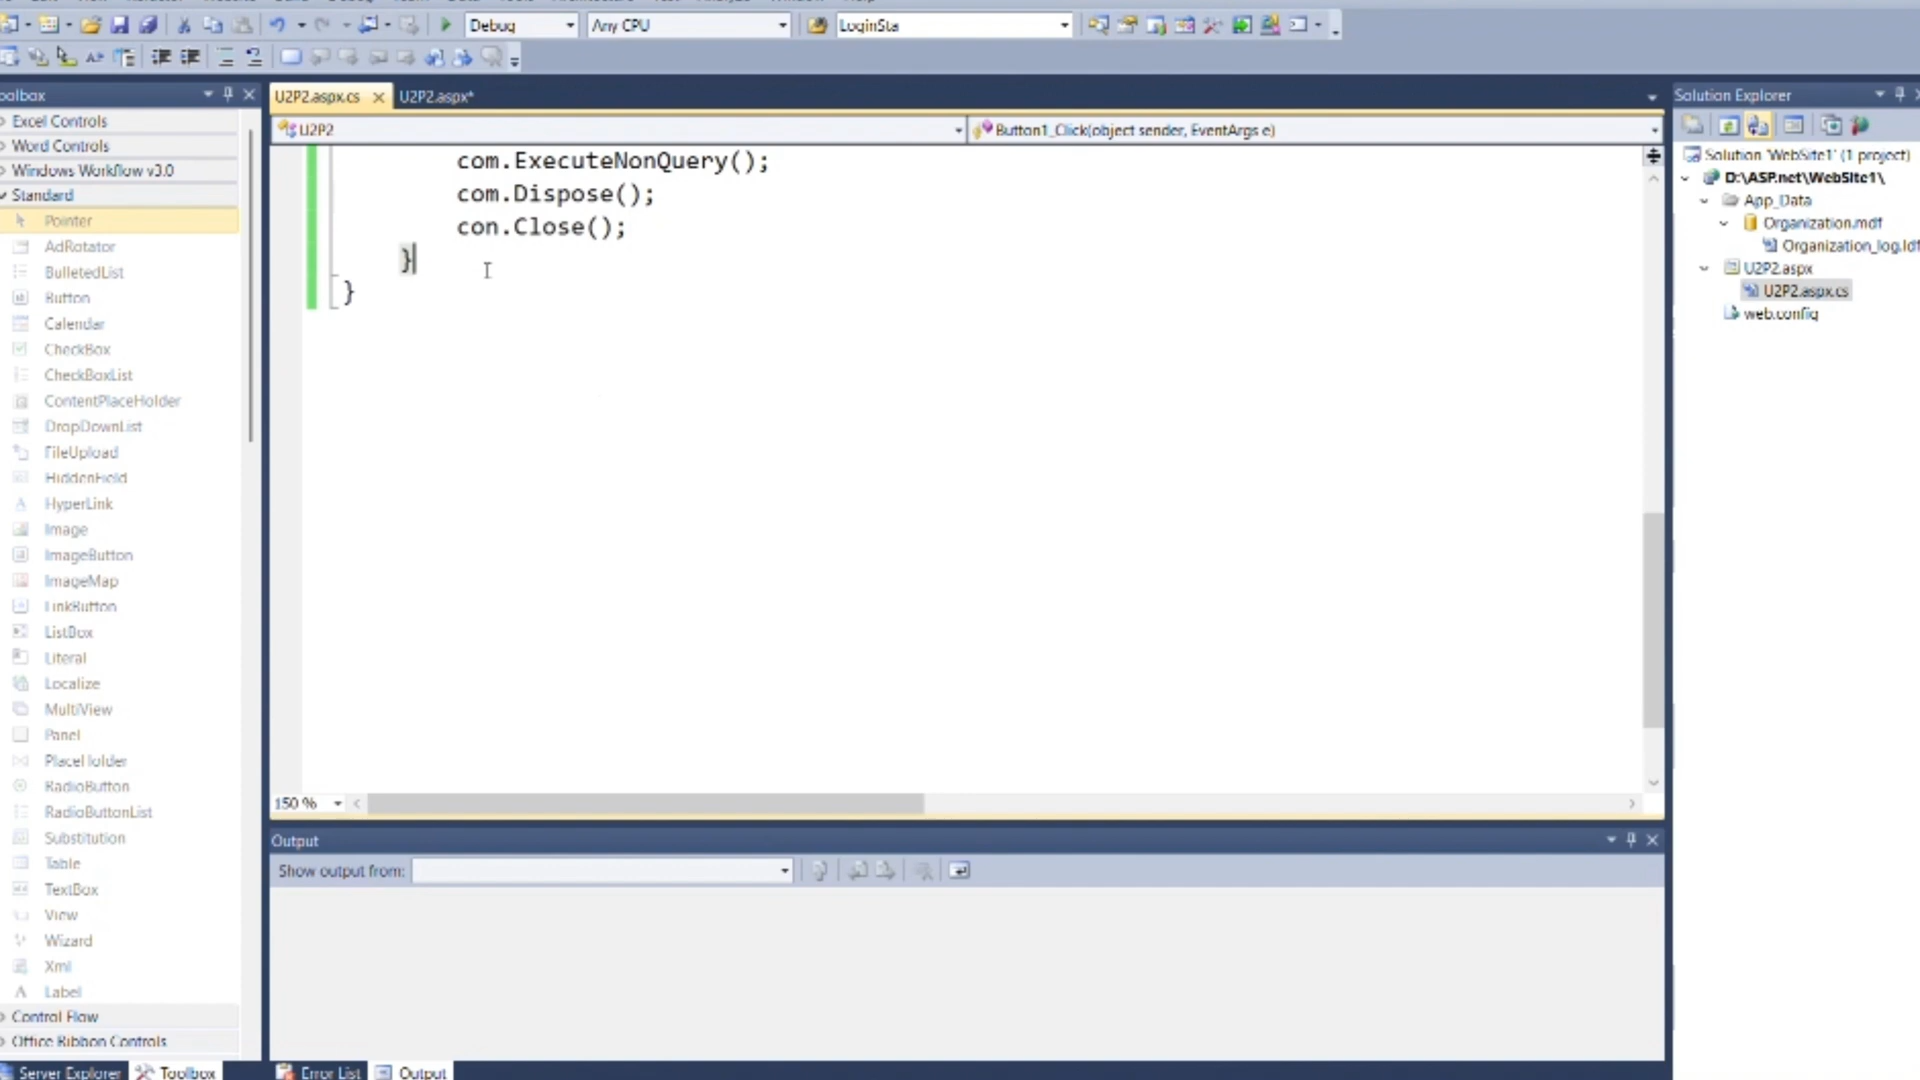 Debug
Any CPU
LoginSta
oolbox
Excel Controls
Word Controls
Windows Workflow v3.0
Standard
Pointer
AdRotator
BulletedList
Button
Calendar
CheckBox
CheckBoxList
ContentPlaceHolder
DropDownList
FileUpload
HiddenField
HyperLink
Image
ImageButton
ImageMap
LinkButton
ListBox
Literal
Localize
MultiView
Panel
PlaceHolder
RadioButton
RadioButtonList
Substitution
Table
TextBox
View
Wizard
Xml
Label
Control Flow
Office Ribbon Controls
Server Explorer
Toolbox
U2P2.aspx.cs
U2P2.aspx*
U2P2
Button1_Click(object sender, EventArgs e)
com.ExecuteNonQuery();
com.Dispose();
con.Close();
}
}
150 %
Output
Show output from:
Error List
Output
Solution Explorer
Solution 'WebSite1' (1 project)
D:\ASP.net\WebSite1\
App_Data
Organization.mdf
Organization_log.ldf
U2P2.aspx
U2P2.aspx.cs
web.config